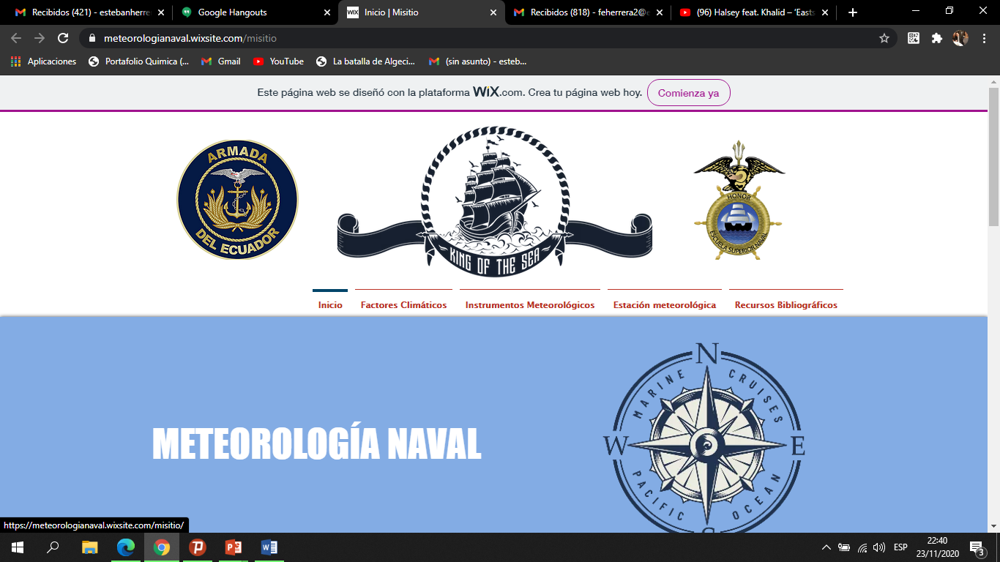 Recibidos (421) - estebanherre
Google Hangouts
WiX Inicio | Misitio
Recibidos (818) - feherrera2@e
(96) Halsey feat. Khalid – ‘Easts
meteorologianaval.wixsite.com/misitio
Aplicaciones
Portafolio Quimica (...
Gmail
YouTube
La batalla de Algeci...
(sin asunto) - esteb...
Este página web se diseñó con la plataforma WiX.com. Crea tu página web hoy.
Comienza ya
ARMADA
DEL ECUADOR
KING OF THE SEA
HONOR
ESCUELA SUPERIOR NAVAL
Inicio
Factores Climáticos
Instrumentos Meteorológicos
Estación meteorológica
Recursos Bibliográficos
METEOROLOGÍA NAVAL
N
MARINE CRUISES
W
E
PACIFIC OCEAN
S
https://meteorologianaval.wixsite.com/misitio/
ESP
22:40
23/11/2020
3